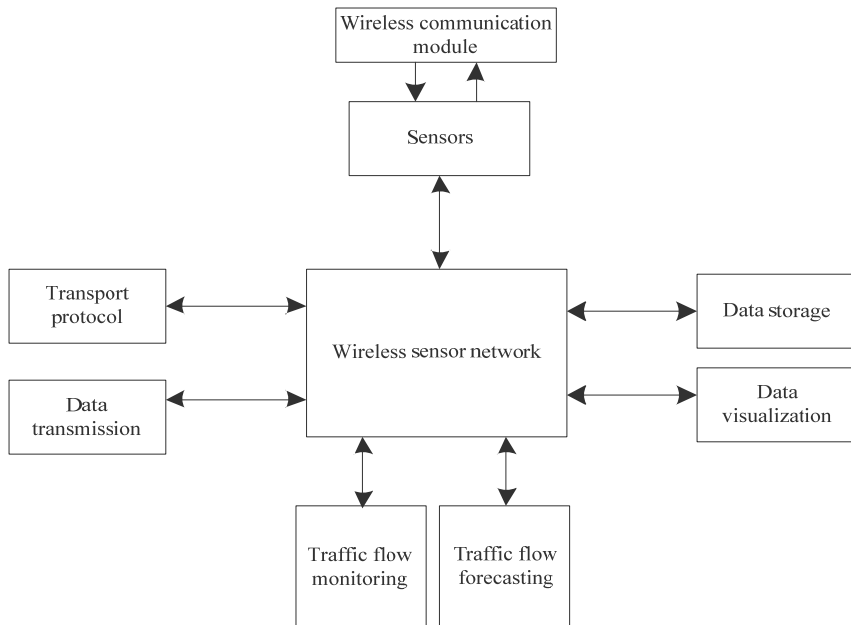 Wireless communication
module
Sensors
Transport
protocol
Wireless sensor network
Data storage
Data
transmission
Data
visualization
Traffic flow
monitoring
Traffic flow
forecasting